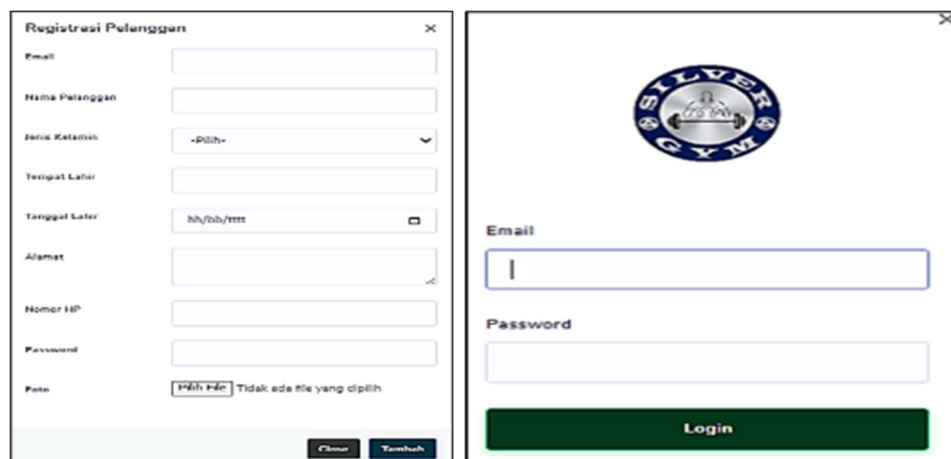 Registrasi Pelanggan ×
Email
Nama Pelanggan
Jenis Kelamin -Pilih-
Tempat Lahir
Tanggal Lahir hh/bb/tttt
Alamat
Nomor HP
Password
Foto Pilih File Tidak ada file yang dipilih
Close Tambah
×
SILVER
GYM
Email
Password
Login